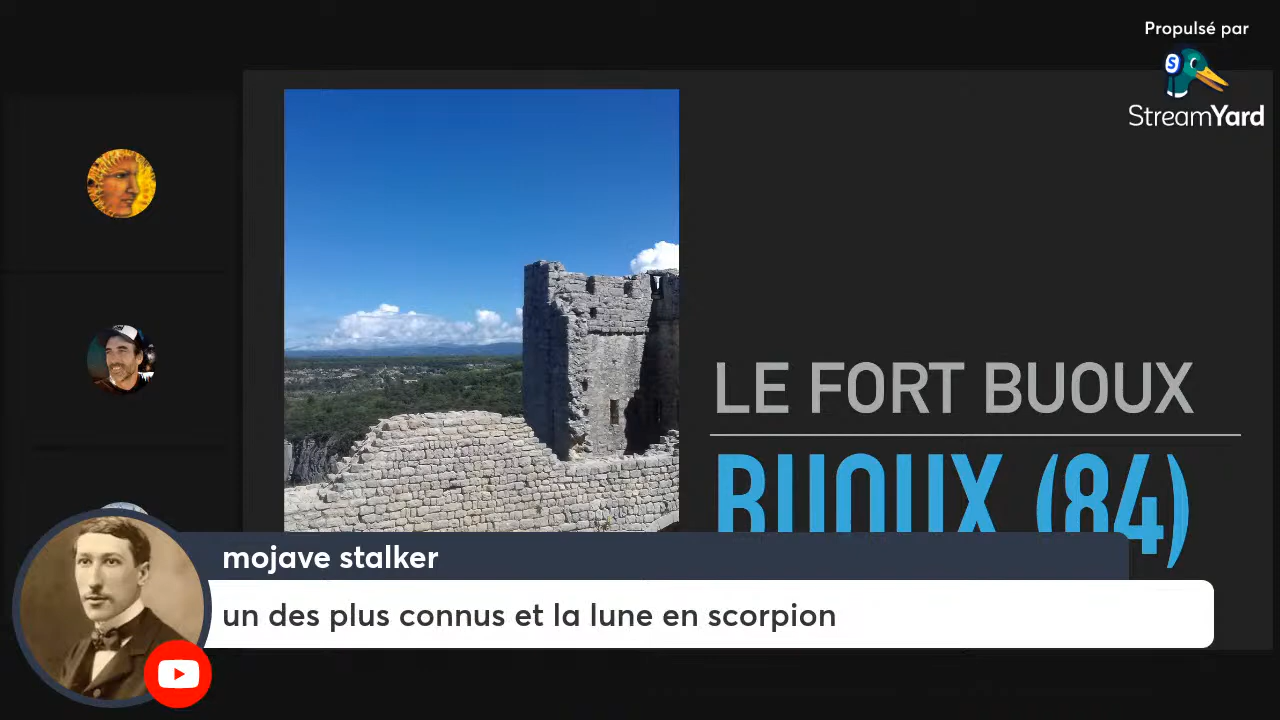 Propulsé par
StreamYard
LE FORT BUOUX
BUOUX (84)
mojave stalker
un des plus connus et la lune en scorpion